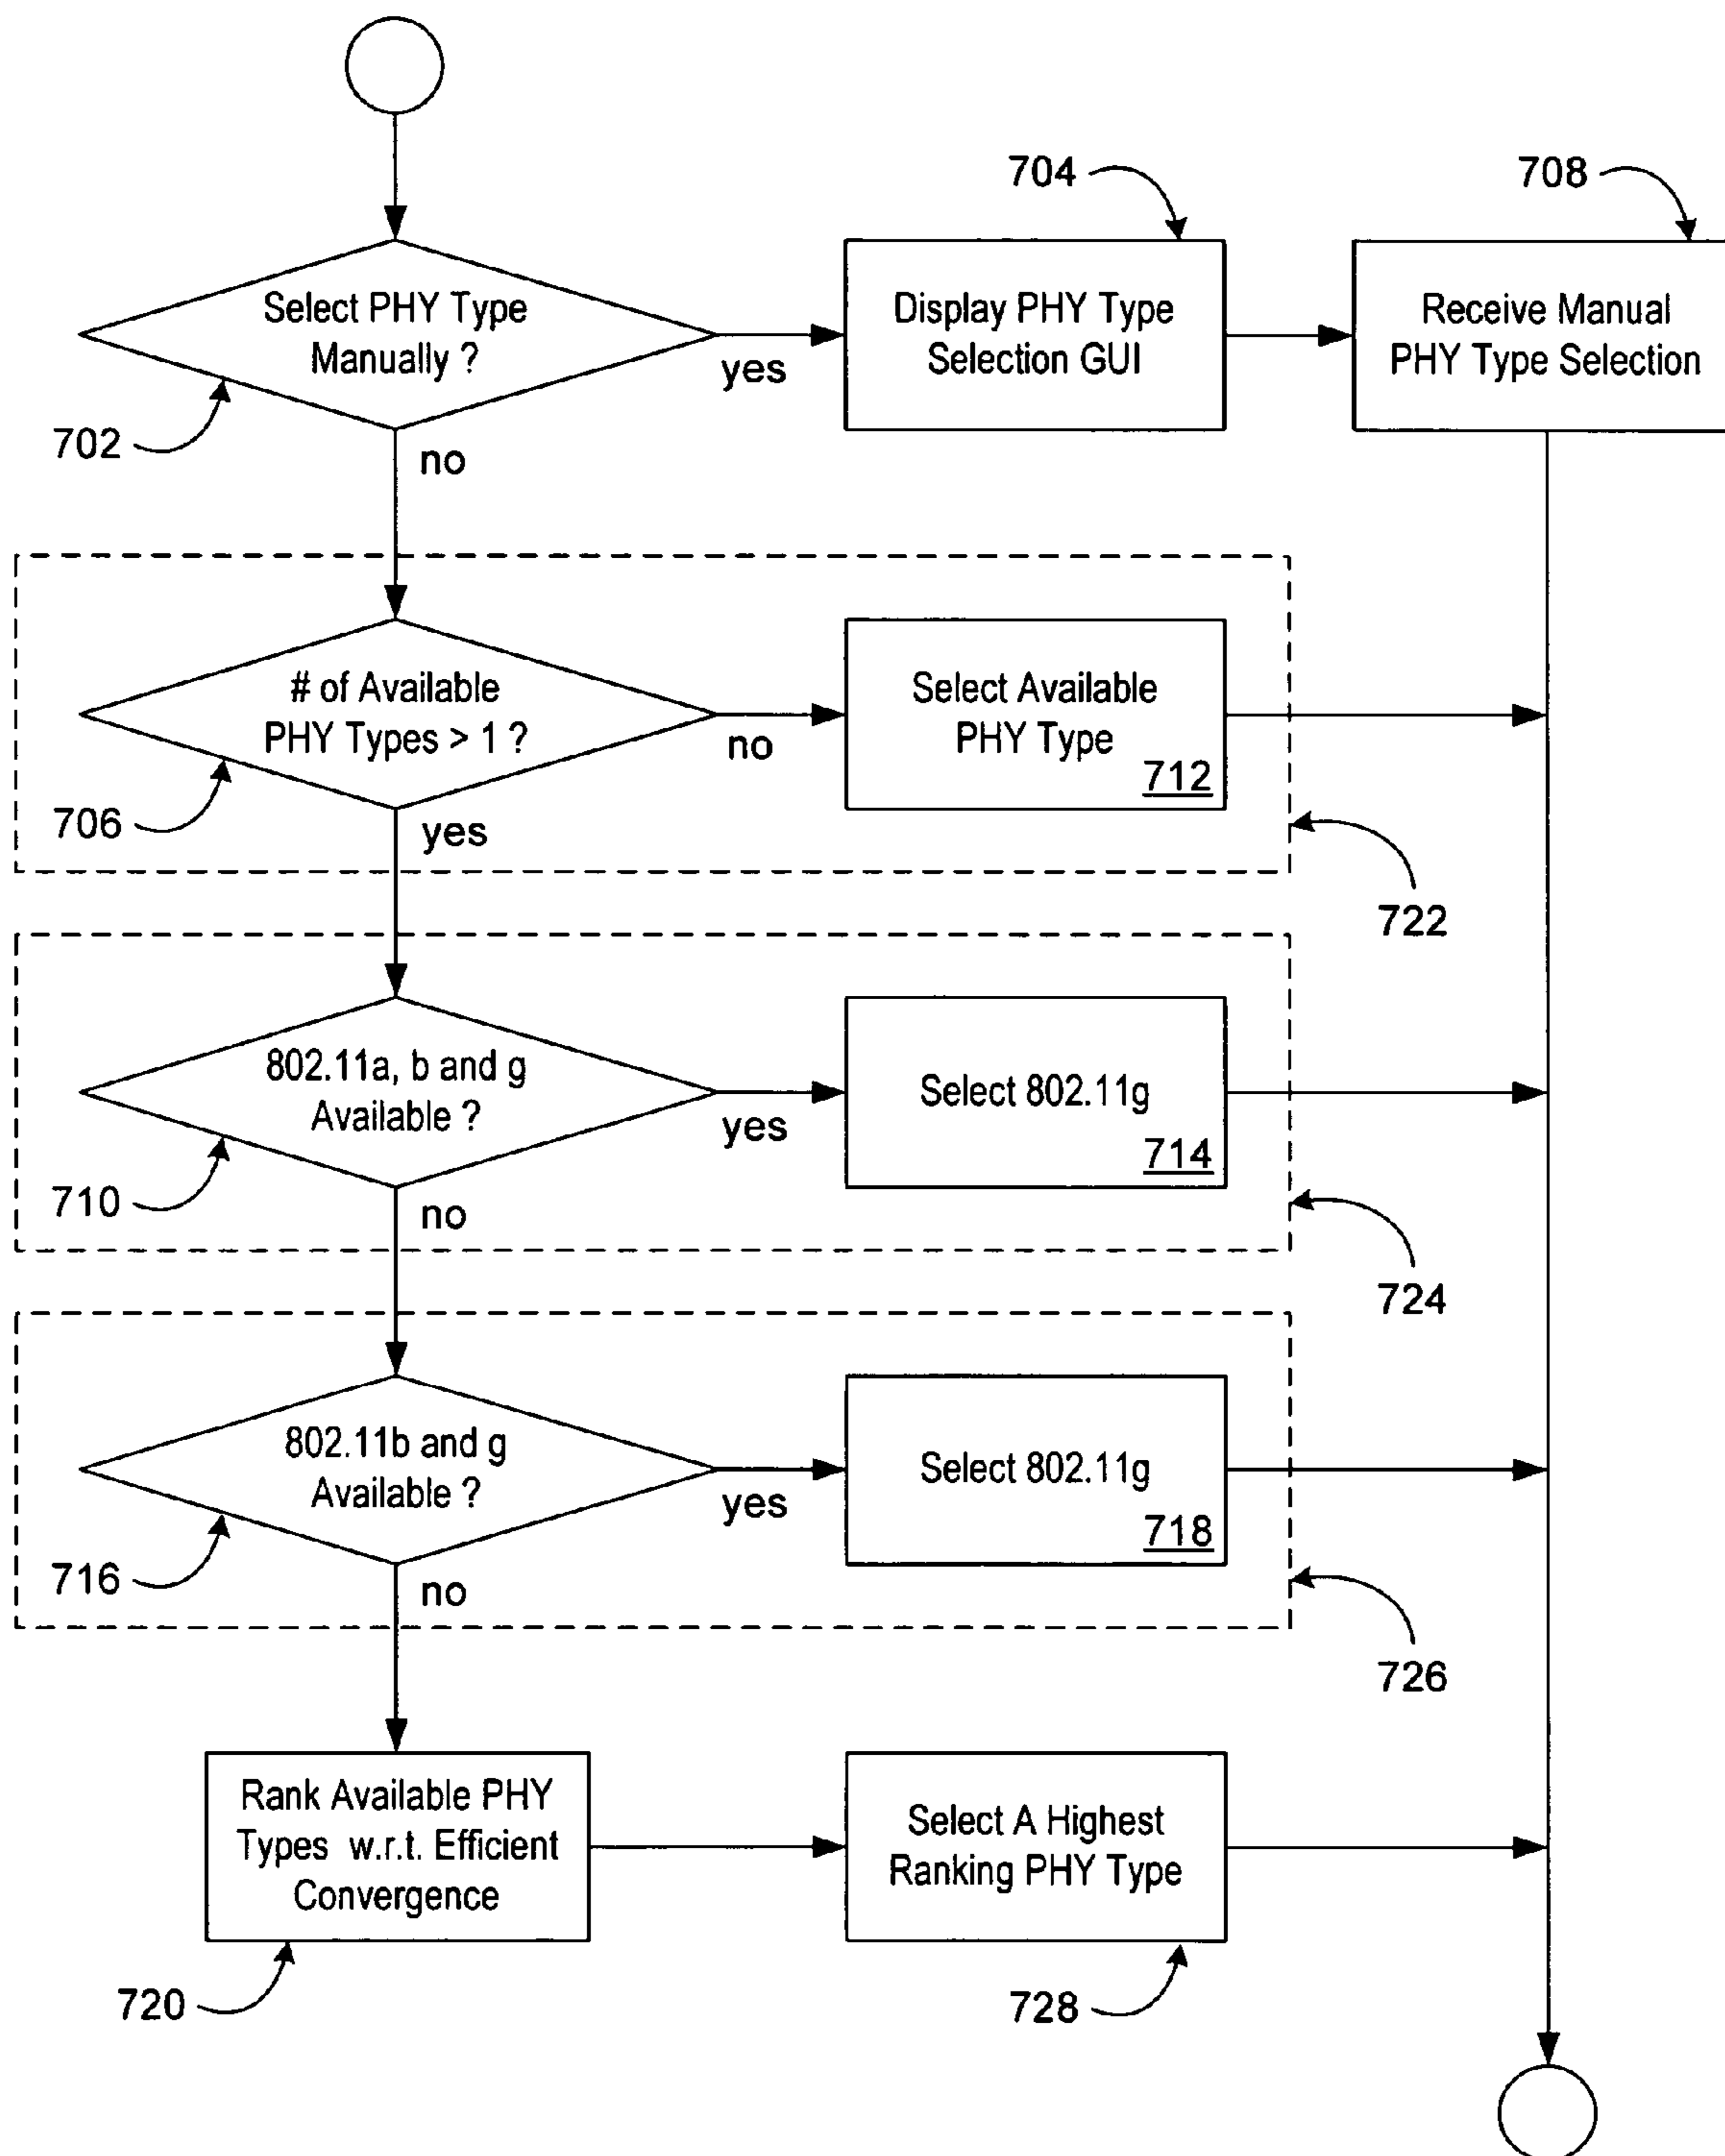 704
708
Select PHY Type
Manually ?
Display PHY Type
Selection GUI
Receive Manual
PHY Type Selection
yes
702
no
# of Available
PHY Types > 1 ?
Select Available
PHY Type
712
no
706
yes
722
802.11a, b and g
Available ?
Select 802.11g
714
yes
710
no
724
802.11b and g
Available ?
Select 802.11g
718
yes
716
no
726
Rank Available PHY
Types w.r.t. Efficient
Convergence
Select A Highest
Ranking PHY Type
720
728